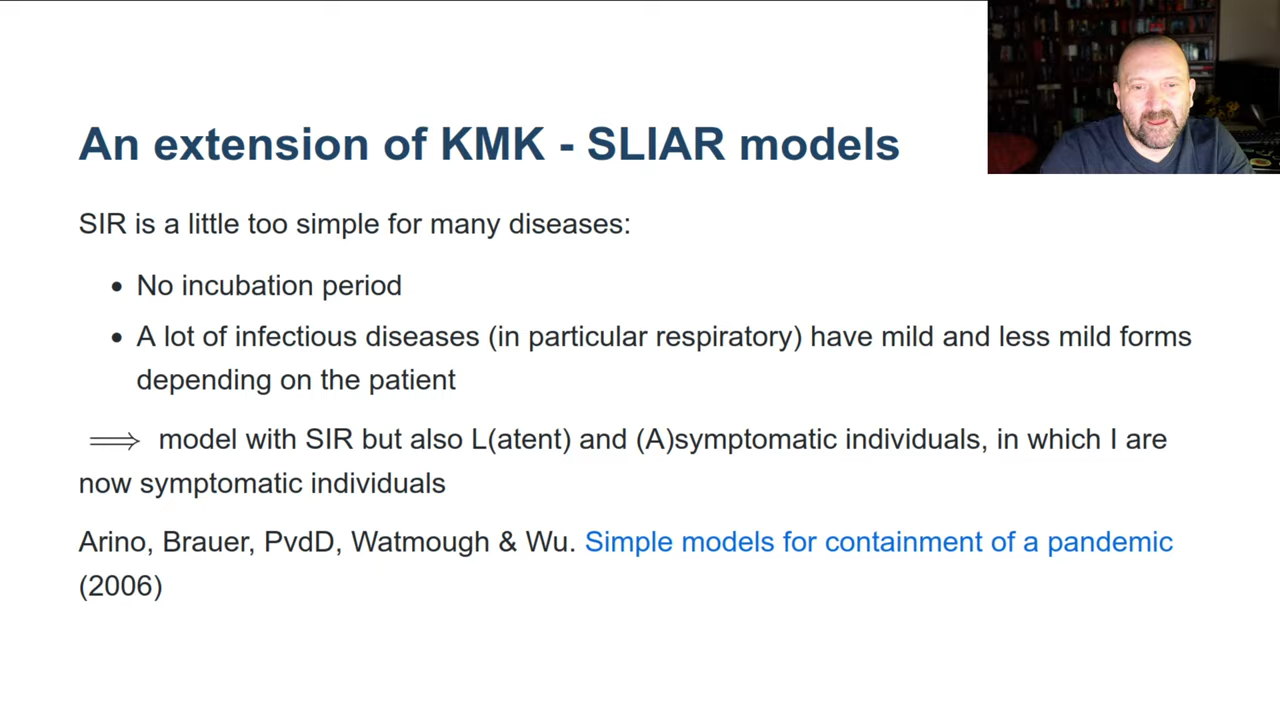 An extension of KMK - SLIAR models
SIR is a little too simple for many diseases:
• No incubation period
• A lot of infectious diseases (in particular respiratory) have mild and less mild forms
depending on the patient
⟹ model with SIR but also L(atent) and (A)symptomatic individuals, in which I are
now symptomatic individuals
Arino, Brauer, PvdD, Watmough & Wu. Simple models for containment of a pandemic
(2006)